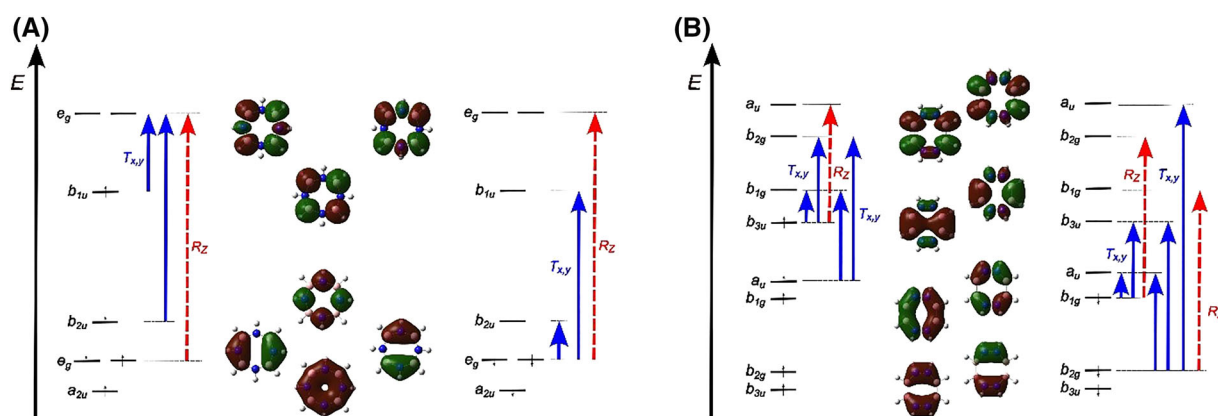 (A)
E
e_g
b_1u
b_2u
e_g
a_2u
T_x,y
R_Z
e_g
b_1u
b_2u
e_g
a_2u
T_x,y
R_Z
(B)
E
a_u
b_2g
b_1g
b_3u
a_u
b_1g
b_2g
b_3u
T_x,y
R_Z
T_x,y
a_u
b_2g
b_1g
b_3u
a_u
b_1g
b_2g
b_3u
T_x,y
R_Z
T_x,y